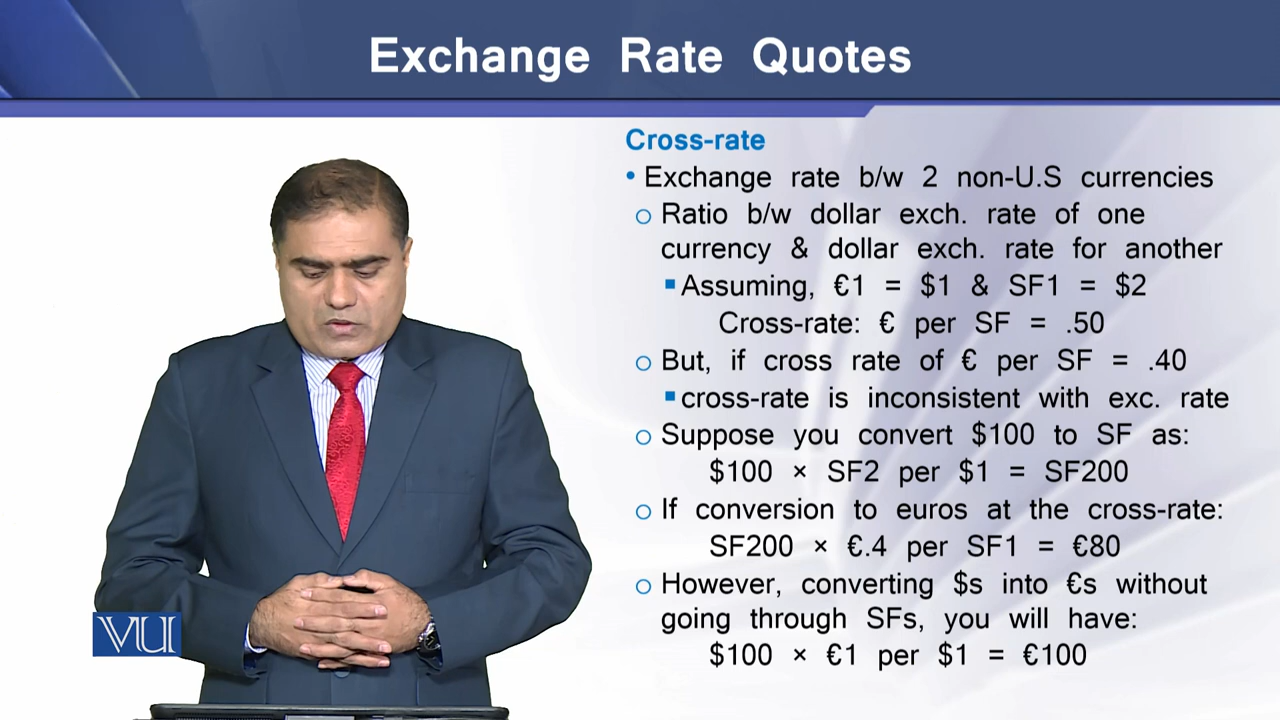 Exchange Rate Quotes
Cross-rate
• Exchange rate b/w 2 non-U.S currencies
o Ratio b/w dollar exch. rate of one
currency & dollar exch. rate for another
▪ Assuming, €1 = $1 & SF1 = $2
Cross-rate: € per SF = .50
o But, if cross rate of € per SF = .40
▪ cross-rate is inconsistent with exc. rate
o Suppose you convert $100 to SF as:
$100 × SF2 per $1 = SF200
o If conversion to euros at the cross-rate:
SF200 × €.4 per SF1 = €80
o However, converting $s into €s without
going through SFs, you will have:
$100 × €1 per $1 = €100
VU